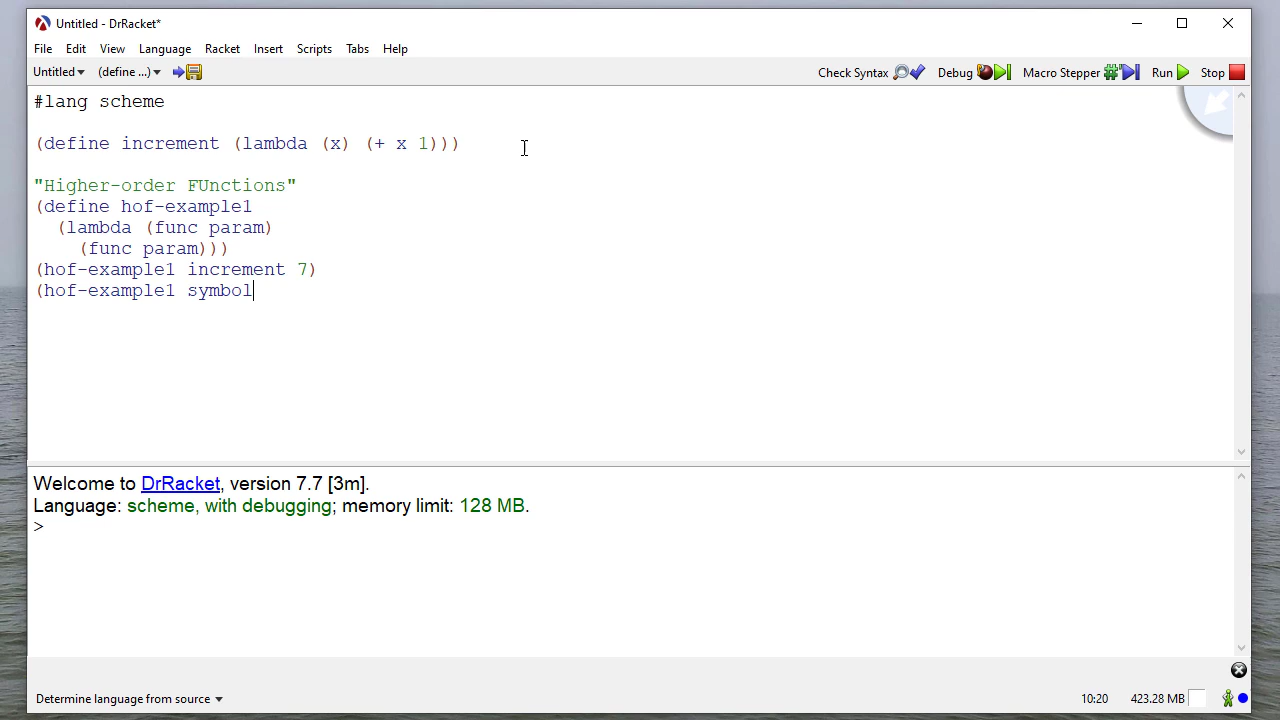 Untitled - DrRacket*
File Edit View Language Racket Insert Scripts Tabs Help
Untitled (define ...) Check Syntax Debug Macro Stepper Run Stop
#lang scheme
(define increment (lambda (x) (+ x 1)))
"Higher-order FUnctions"
(define hof-example1
(lambda (func param)
(func param)))
(hof-example1 increment 7)
(hof-example1 symbol
Welcome to DrRacket, version 7.7 [3m].
Language: scheme, with debugging; memory limit: 128 MB.
>
Determine language from source 10:20 423.28 MB